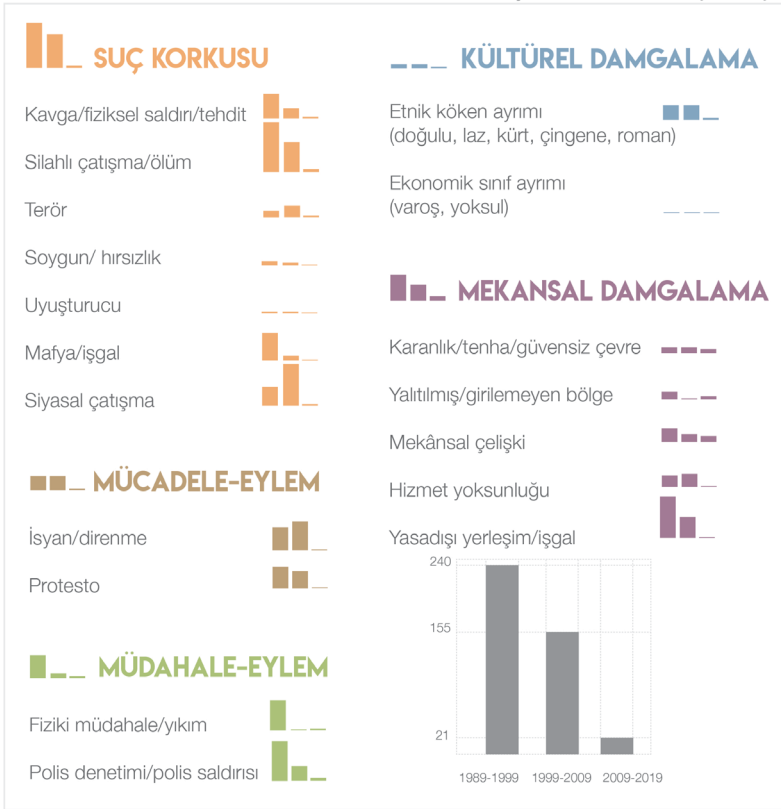 SUÇ KORKUSU
Kavga/fiziksel saldırı/tehdit
Silahlı çatışma/ölüm
Terör
Soygun/ hırsızlık
Uyuşturucu
Mafya/işgal
Siyasal çatışma
MÜCADELE-EYLEM
İsyan/direnme
Protesto
MÜDAHALE-EYLEM
Fiziki müdahale/yıkım
Polis denetimi/polis saldırısı
KÜLTÜREL DAMGALAMA
Etnik köken ayrımı
(doğulu, laz, kürt, çingene, roman)
Ekonomik sınıf ayrımı
(varoş, yoksul)
MEKANSAL DAMGALAMA
Karanlık/tenha/güvensiz çevre
Yalıtılmış/girilemeyen bölge
Mekânsal çelişki
Hizmet yoksunluğu
Yasadışı yerleşim/işgal
240
155
21
1989-1999 1999-2009 2009-2019